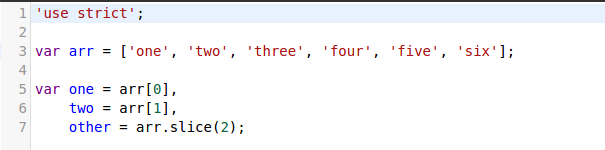 1 'use strict';
2
3 var arr = ['one', 'two', 'three', 'four', 'five', 'six'];
4
5 var one = arr[0],
6     two = arr[1],
7     other = arr.slice(2);